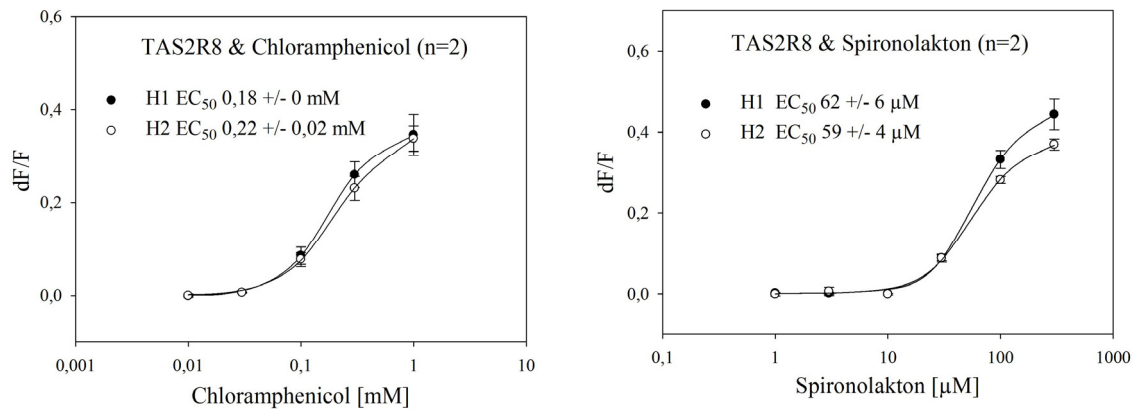 TAS2R8 & Chloramphenicol (n=2)
H1 EC50 0,18 +/- 0 mM
H2 EC50 0,22 +/- 0,02 mM
dF/F
0,6
0,4
0,2
0,0
0,001
0,01
0,1
1
10
Chloramphenicol [mM]
TAS2R8 & Spironolakton (n=2)
H1 EC50 62 +/- 6 µM
H2 EC50 59 +/- 4 µM
dF/F
0,6
0,4
0,2
0,0
0,1
1
10
100
1000
Spironolakton [µM]